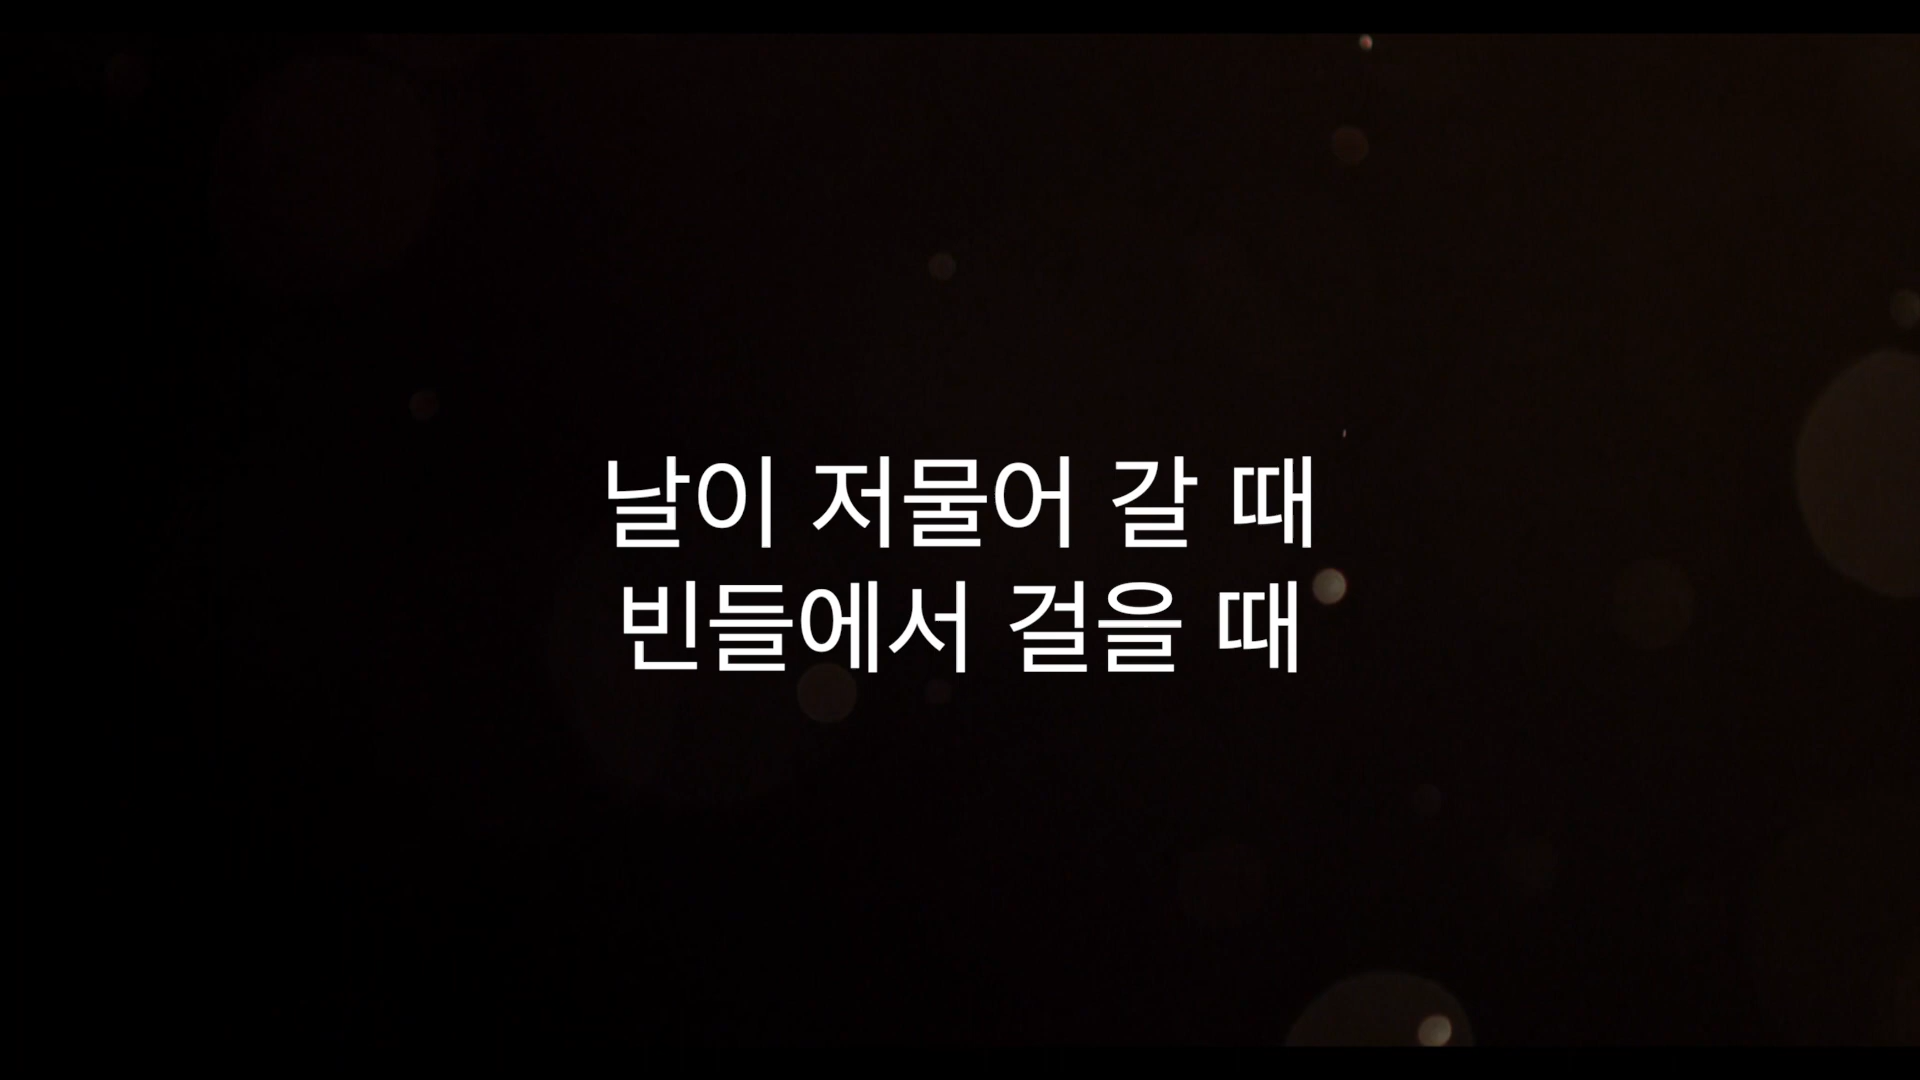 날이 저물어 갈 때
빈들에서 걸을 때